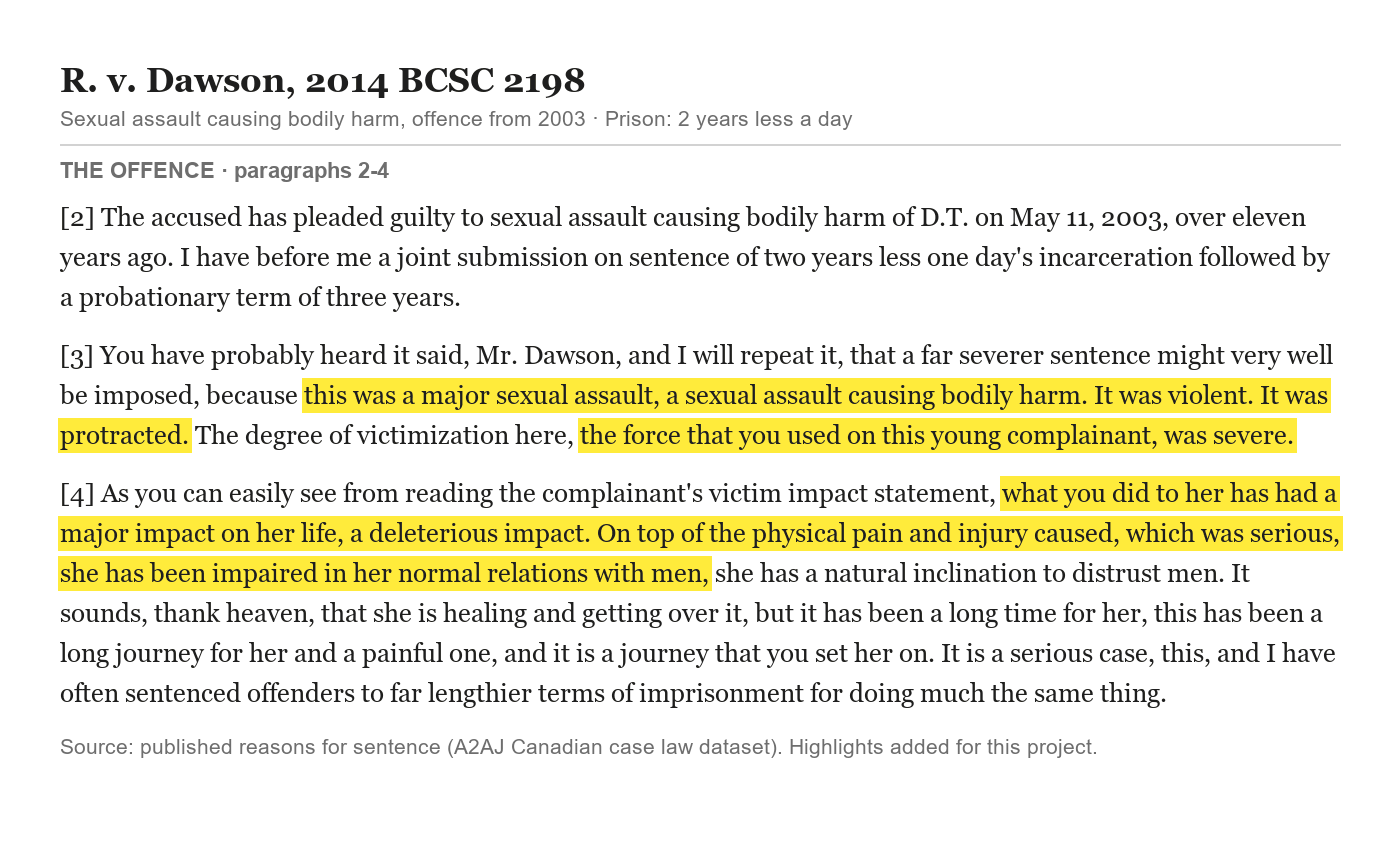 R. v. Dawson, 2014 BCSC 2198
Sexual assault causing bodily harm, offence from 2003 · Prison: 2 years less a day
THE OFFENCE · paragraphs 2-4
[2] The accused has pleaded guilty to sexual assault causing bodily harm of D.T. on May 11, 2003, over eleven
years ago. I have before me a joint submission on sentence of two years less one day's incarceration followed by
a probationary term of three years.
[3] You have probably heard it said, Mr. Dawson, and I will repeat it, that a far severer sentence might very well
be imposed, because this was a major sexual assault, a sexual assault causing bodily harm. It was violent. It was
protracted. The degree of victimization here, the force that you used on this young complainant, was severe.
[4] As you can easily see from reading the complainant's victim impact statement, what you did to her has had a
major impact on her life, a deleterious impact. On top of the physical pain and injury caused, which was serious,
she has been impaired in her normal relations with men, she has a natural inclination to distrust men. It
sounds, thank heaven, that she is healing and getting over it, but it has been a long time for her, this has been a
long journey for her and a painful one, and it is a journey that you set her on. It is a serious case, this, and I have
often sentenced offenders to far lengthier terms of imprisonment for doing much the same thing.
Source: published reasons for sentence (A2AJ Canadian case law dataset). Highlights added for this project.